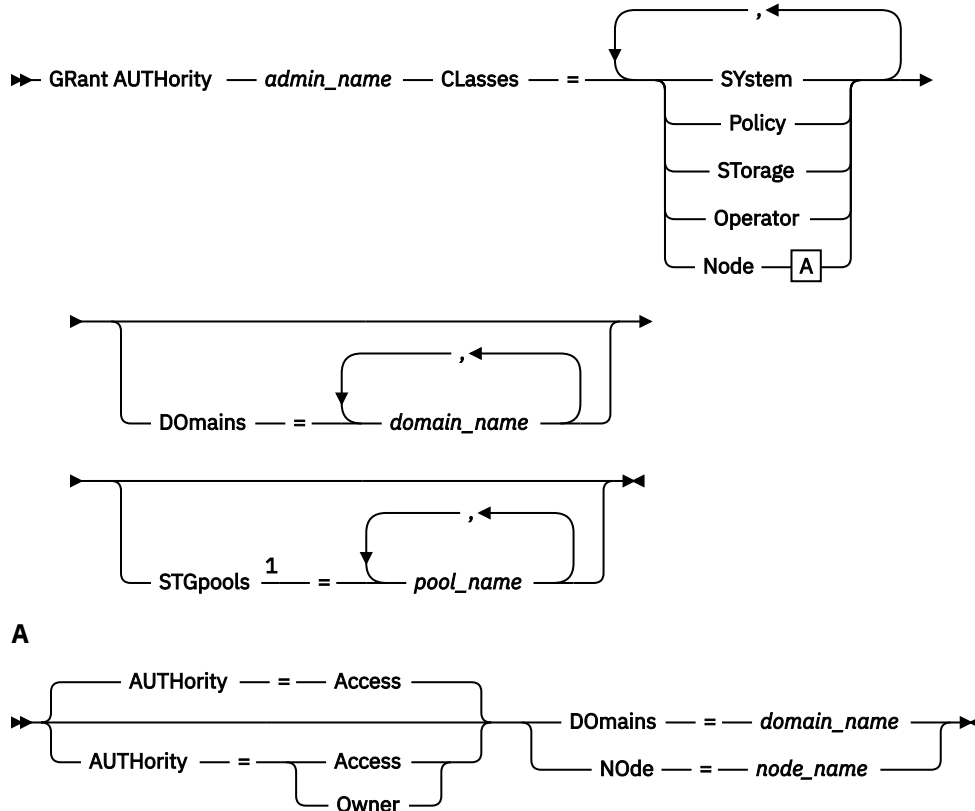 ,
GRant AUTHority admin_name CLasses = SYstem
Policy
STorage
Operator
Node A
,
DOmains = domain_name
,
STGpools 1 = pool_name
A
AUTHority = Access
DOmains = domain_name
AUTHority = Access
NOde = node_name
Owner